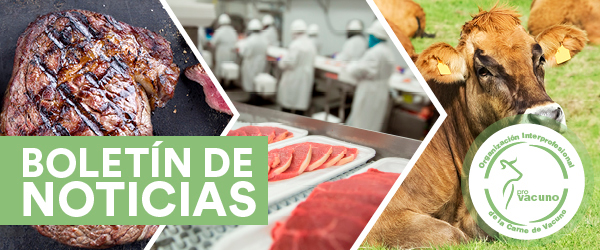 BOLETÍN DE
NOTICIAS
Organización Interprofesional
pro
vacuno
de la Carne de Vacuno